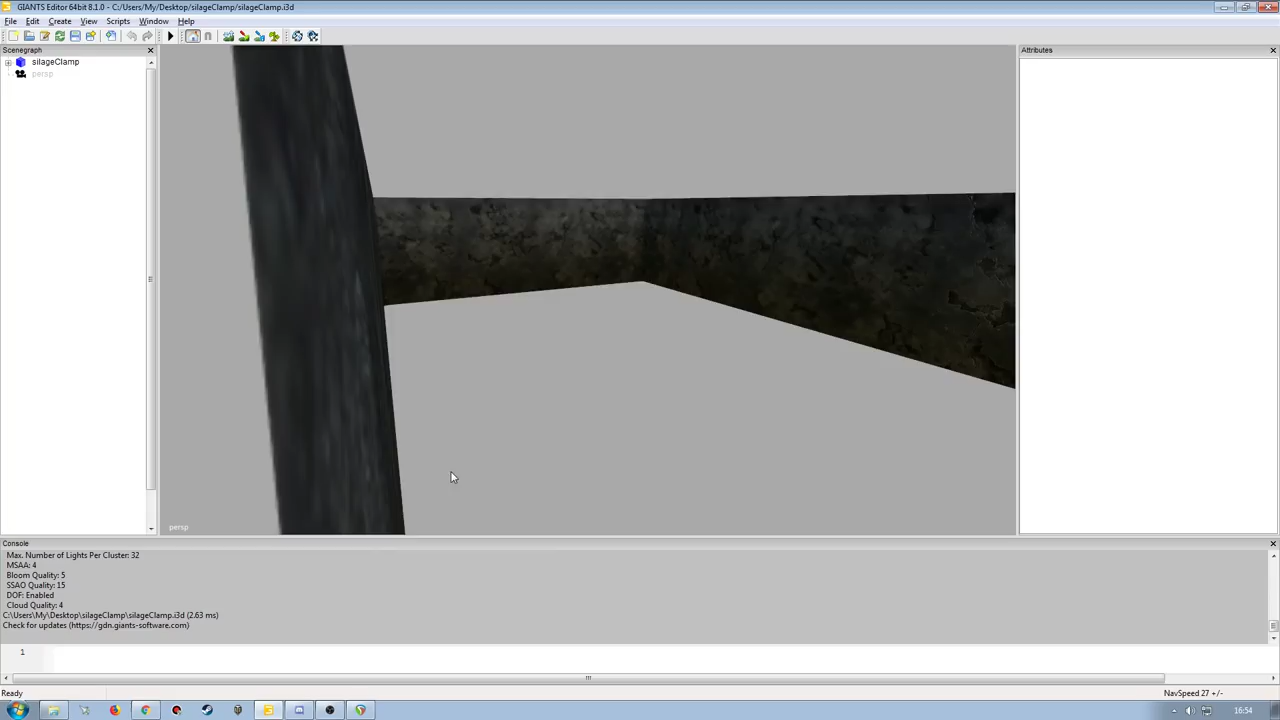 GIANTS Editor 64bit 8.1.0 - C:/Users/My/Desktop/silageClamp/silageClamp.i3d
File Edit Create View Scripts Window Help
Scenegraph
Attributes
silageClamp
persp
persp
Console
Max. Number of Lights Per Cluster: 32
MSAA: 4
Bloom Quality: 5
SSAO Quality: 15
DOF: Enabled
Cloud Quality: 4
C:\Users\My\Desktop\silageClamp\silageClamp.i3d (2.63 ms)
Check for updates (https://gdn.giants-software.com)
1
Ready
NavSpeed 27 +/-
16:54